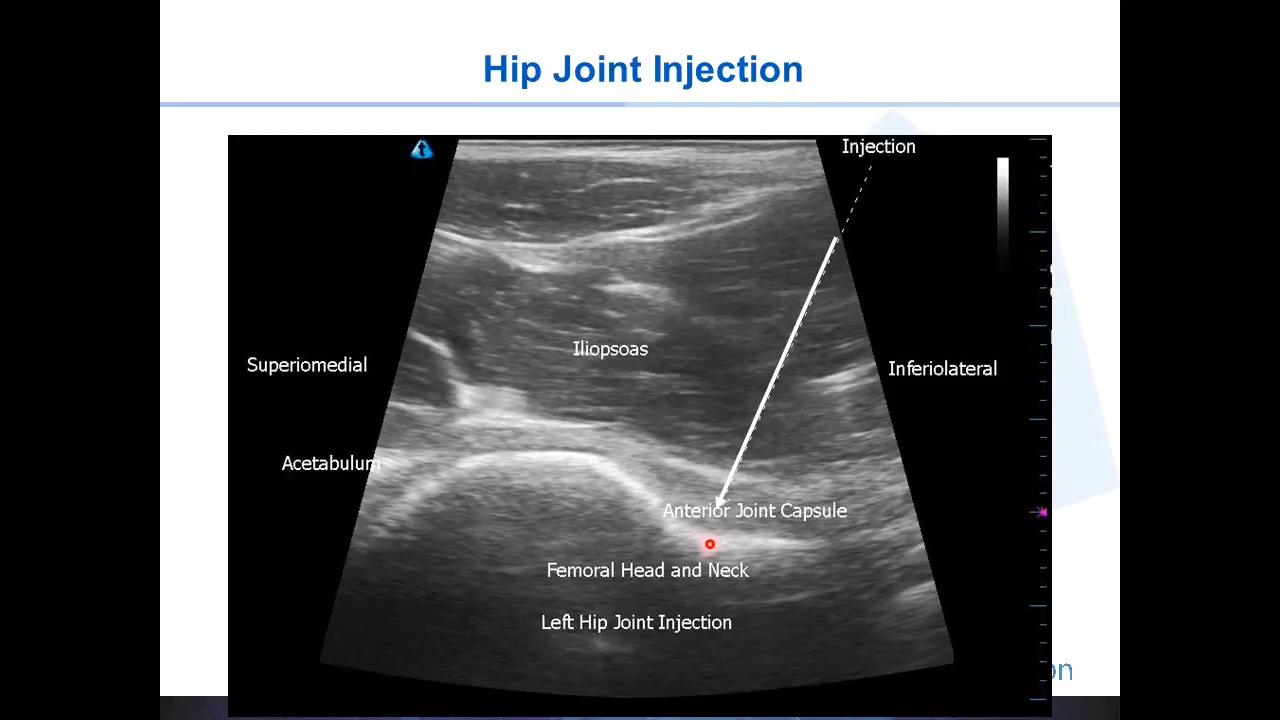 Hip Joint Injection
Injection
Iliopsoas
Superiomedial
Inferiolateral
Acetabulum
Anterior Joint Capsule
Femoral Head and Neck
Left Hip Joint Injection
on